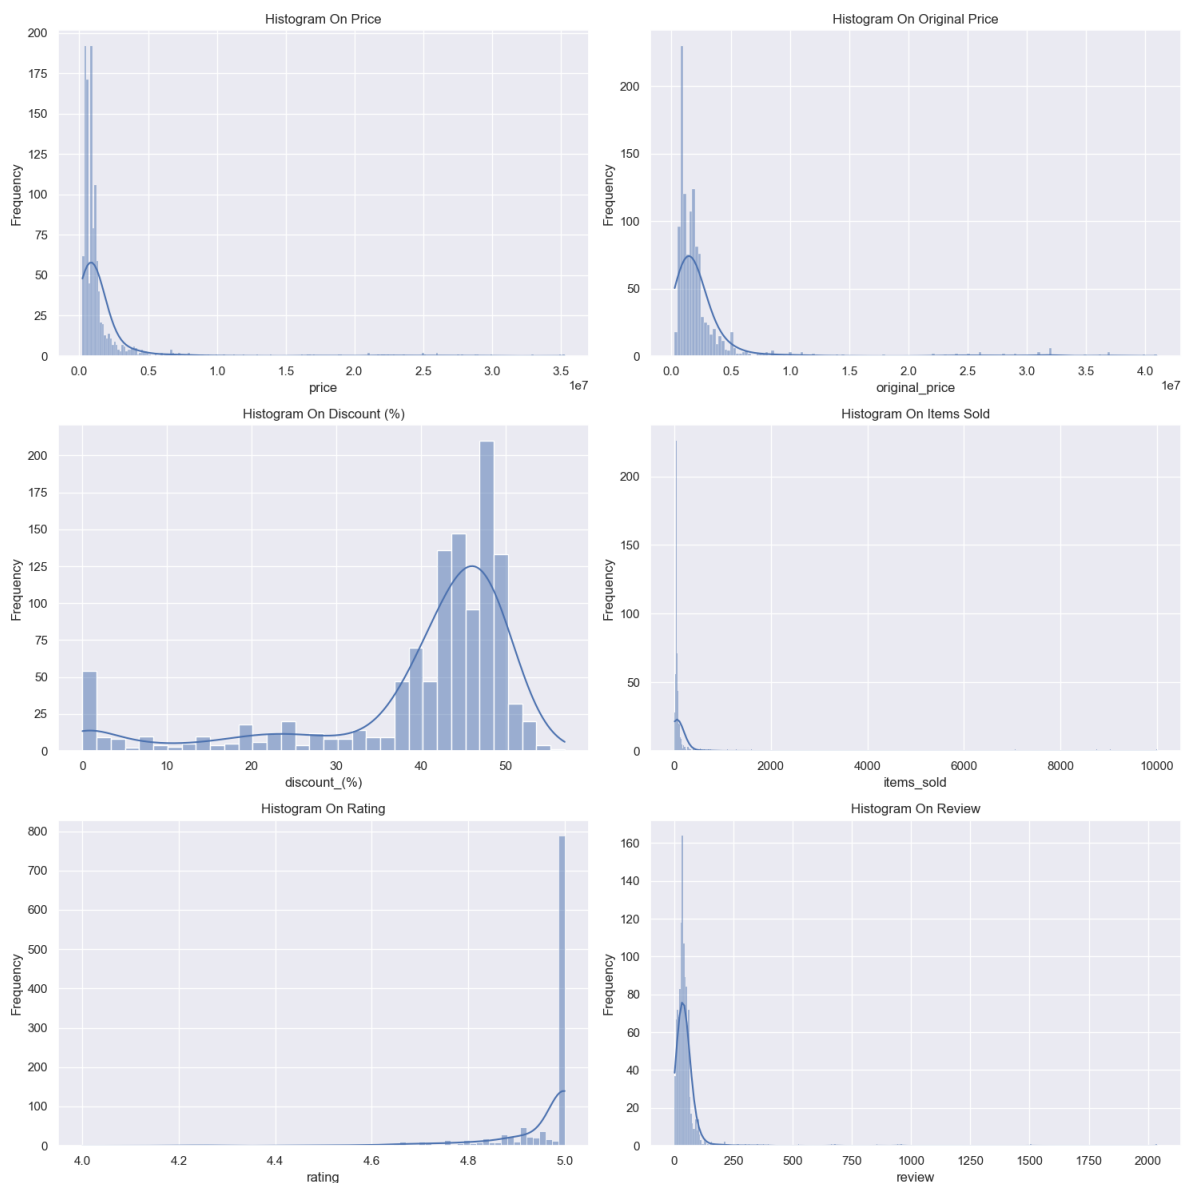 Histogram On Price
200
175
150
125
100
75
50
25
0
Frequency
0.0 0.5 1.0 1.5 2.0 2.5 3.0 3.5
1e7
price
Histogram On Original Price
200
150
100
50
0
Frequency
0.0 0.5 1.0 1.5 2.0 2.5 3.0 3.5 4.0
1e7
original_price
Histogram On Discount (%)
200
175
150
125
100
75
50
25
0
Frequency
0 10 20 30 40 50
discount_(%)
Histogram On Items Sold
200
150
100
50
0
Frequency
0 2000 4000 6000 8000 10000
items_sold
Histogram On Rating
800
700
600
500
400
300
200
100
0
Frequency
4.0 4.2 4.4 4.6 4.8 5.0
rating
Histogram On Review
160
140
120
100
80
60
40
20
0
Frequency
0 250 500 750 1000 1250 1500 1750 2000
review